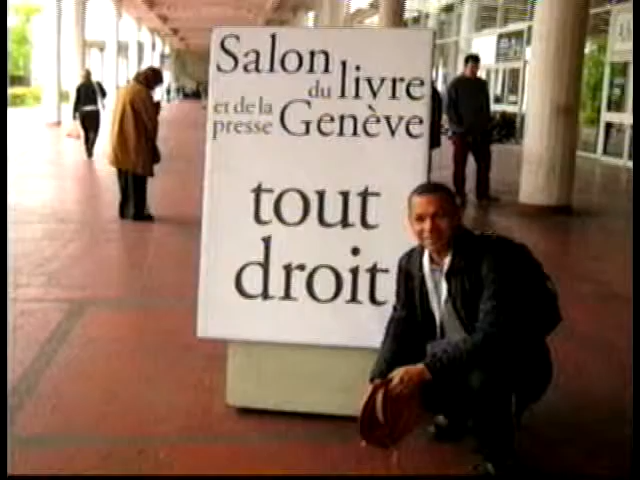 Salon
du livre
et de la
presse Genève
tout
droit